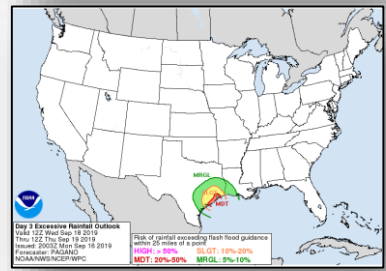 MRGL
SLGT
MDT
NOAA
Day 3 Excessive Rainfall Outlook
Valid 12Z Wed Sep 18 2019
Thru 12Z Thu Sep 19 2019
Issued: 2003Z Mon Sep 16 2019
Forecaster: PAGANO
NOAA/NWS/NCEP/WPC
Risk of rainfall exceeding flash flood guidance
within 25 miles of a point
HIGH: >50% SLGT: 10%-20%
MDT: 20%-50% MRGL: 5%-10%